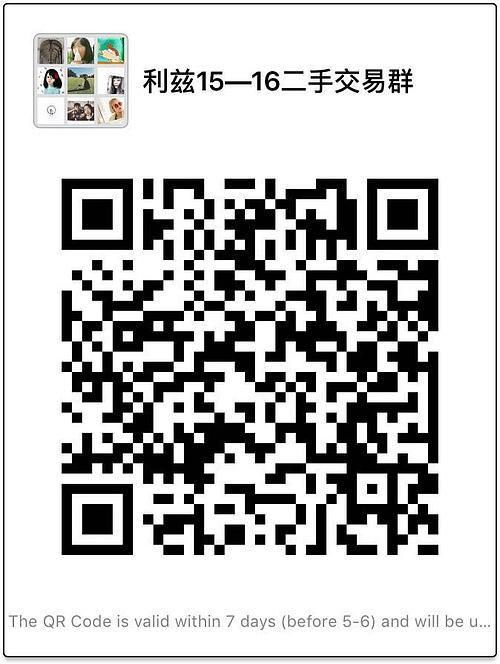 利兹15—16二手交易群
The QR Code is valid within 7 days (before 5-6) and will be u...